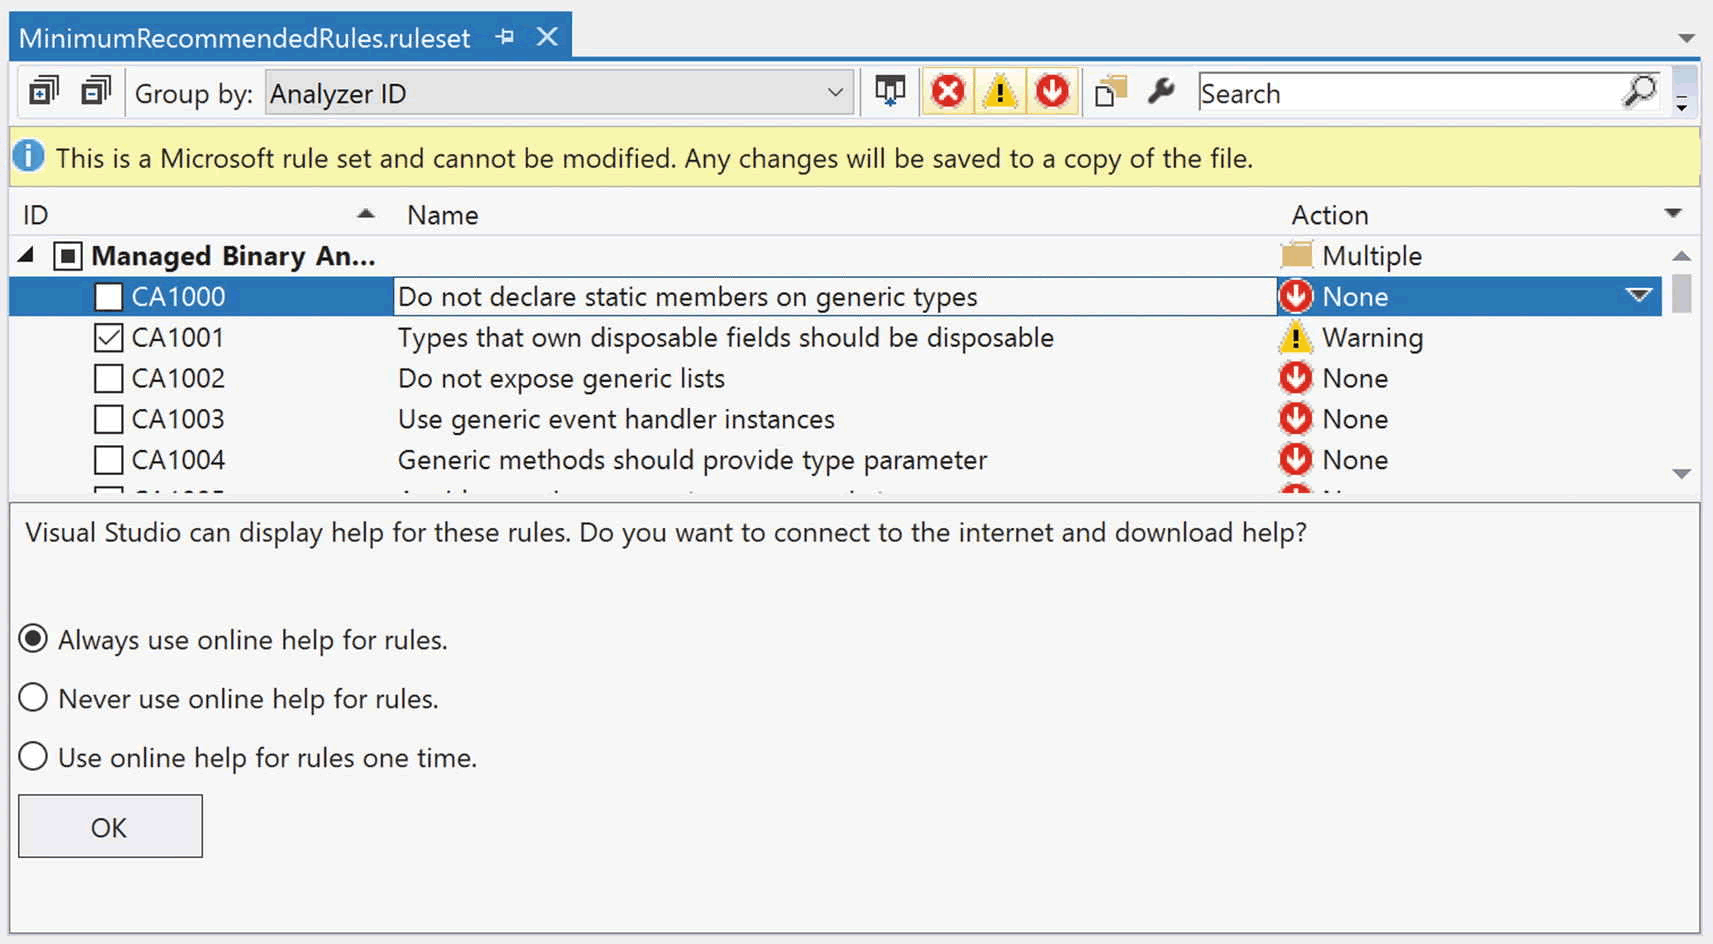 MinimumRecommendedRules.ruleset
Group by: Analyzer ID Search
This is a Microsoft rule set and cannot be modified. Any changes will be saved to a copy of the file.
ID Name Action
Managed Binary An... Multiple
CA1000 Do not declare static members on generic types None
CA1001 Types that own disposable fields should be disposable Warning
CA1002 Do not expose generic lists None
CA1003 Use generic event handler instances None
CA1004 Generic methods should provide type parameter None
Visual Studio can display help for these rules. Do you want to connect to the internet and download help?
Always use online help for rules.
Never use online help for rules.
Use online help for rules one time.
OK